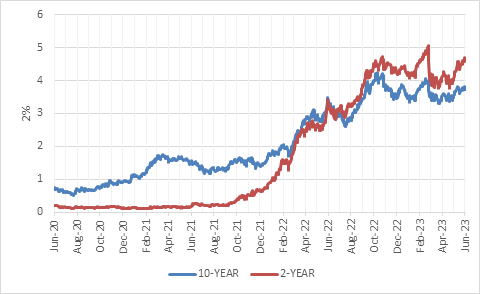 6
5
4
3
2
1
0
2%
Jun-20
Aug-20
Oct-20
Dec-20
Feb-21
Apr-21
Jun-21
Aug-21
Oct-21
Dec-21
Feb-22
Apr-22
Jun-22
Aug-22
Oct-22
Dec-22
Feb-23
Apr-23
Jun-23
10-YEAR 2-YEAR